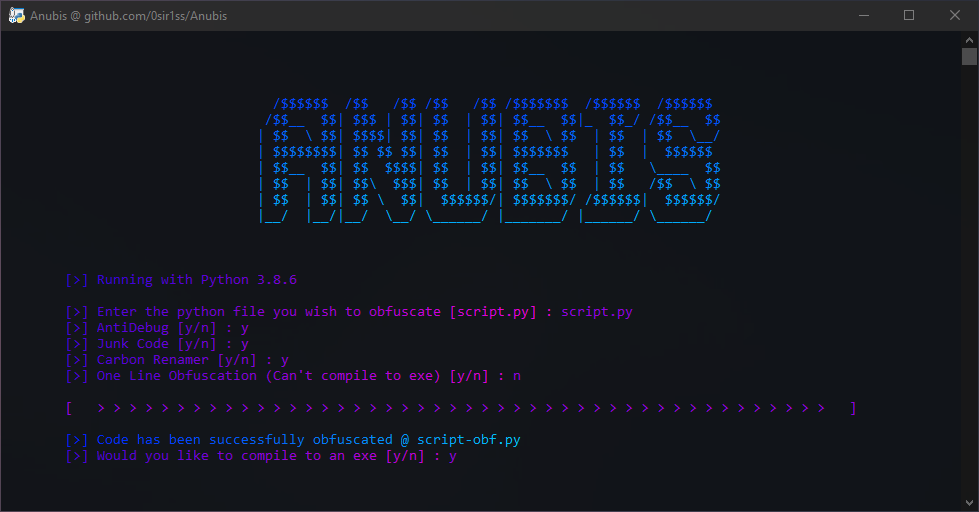 Anubis @ github.com/0sir1ss/Anubis
  /$$$$$$  /$$   /$$ /$$   /$$ /$$$$$$$  /$$$$$$  /$$$$$$
 /$$__  $$| $$$ | $$| $$  | $$| $$__  $$|_  $$_/ /$$__  $$
| $$  \ $$| $$$$| $$| $$  | $$| $$  \ $$  | $$  | $$  \__/
| $$$$$$$$| $$ $$ $$| $$  | $$| $$$$$$$   | $$  |  $$$$$$
| $$__  $$| $$  $$$$| $$  | $$| $$__  $$  | $$   \____  $$
| $$  | $$| $$\  $$$| $$  | $$| $$  \ $$  | $$   /$$  \ $$
| $$  | $$| $$ \  $$|  $$$$$$/| $$$$$$$/ /$$$$$$|  $$$$$$/
|__/  |__/|__/  \__/ \______/ |_______/ |______/ \______/
[>] Running with Python 3.8.6
[>] Enter the python file you wish to obfuscate [script.py] : script.py
[>] AntiDebug [y/n] : y
[>] Junk Code [y/n] : y
[>] Carbon Renamer [y/n] : y
[>] One Line Obfuscation (Can't compile to exe) [y/n] : n
[   > > > > > > > > > > > > > > > > > > > > > > > > > > > > > > > > > > > > > > > > > > > > > >   ]
[>] Code has been successfully obfuscated @ script-obf.py
[>] Would you like to compile to an exe [y/n] : y